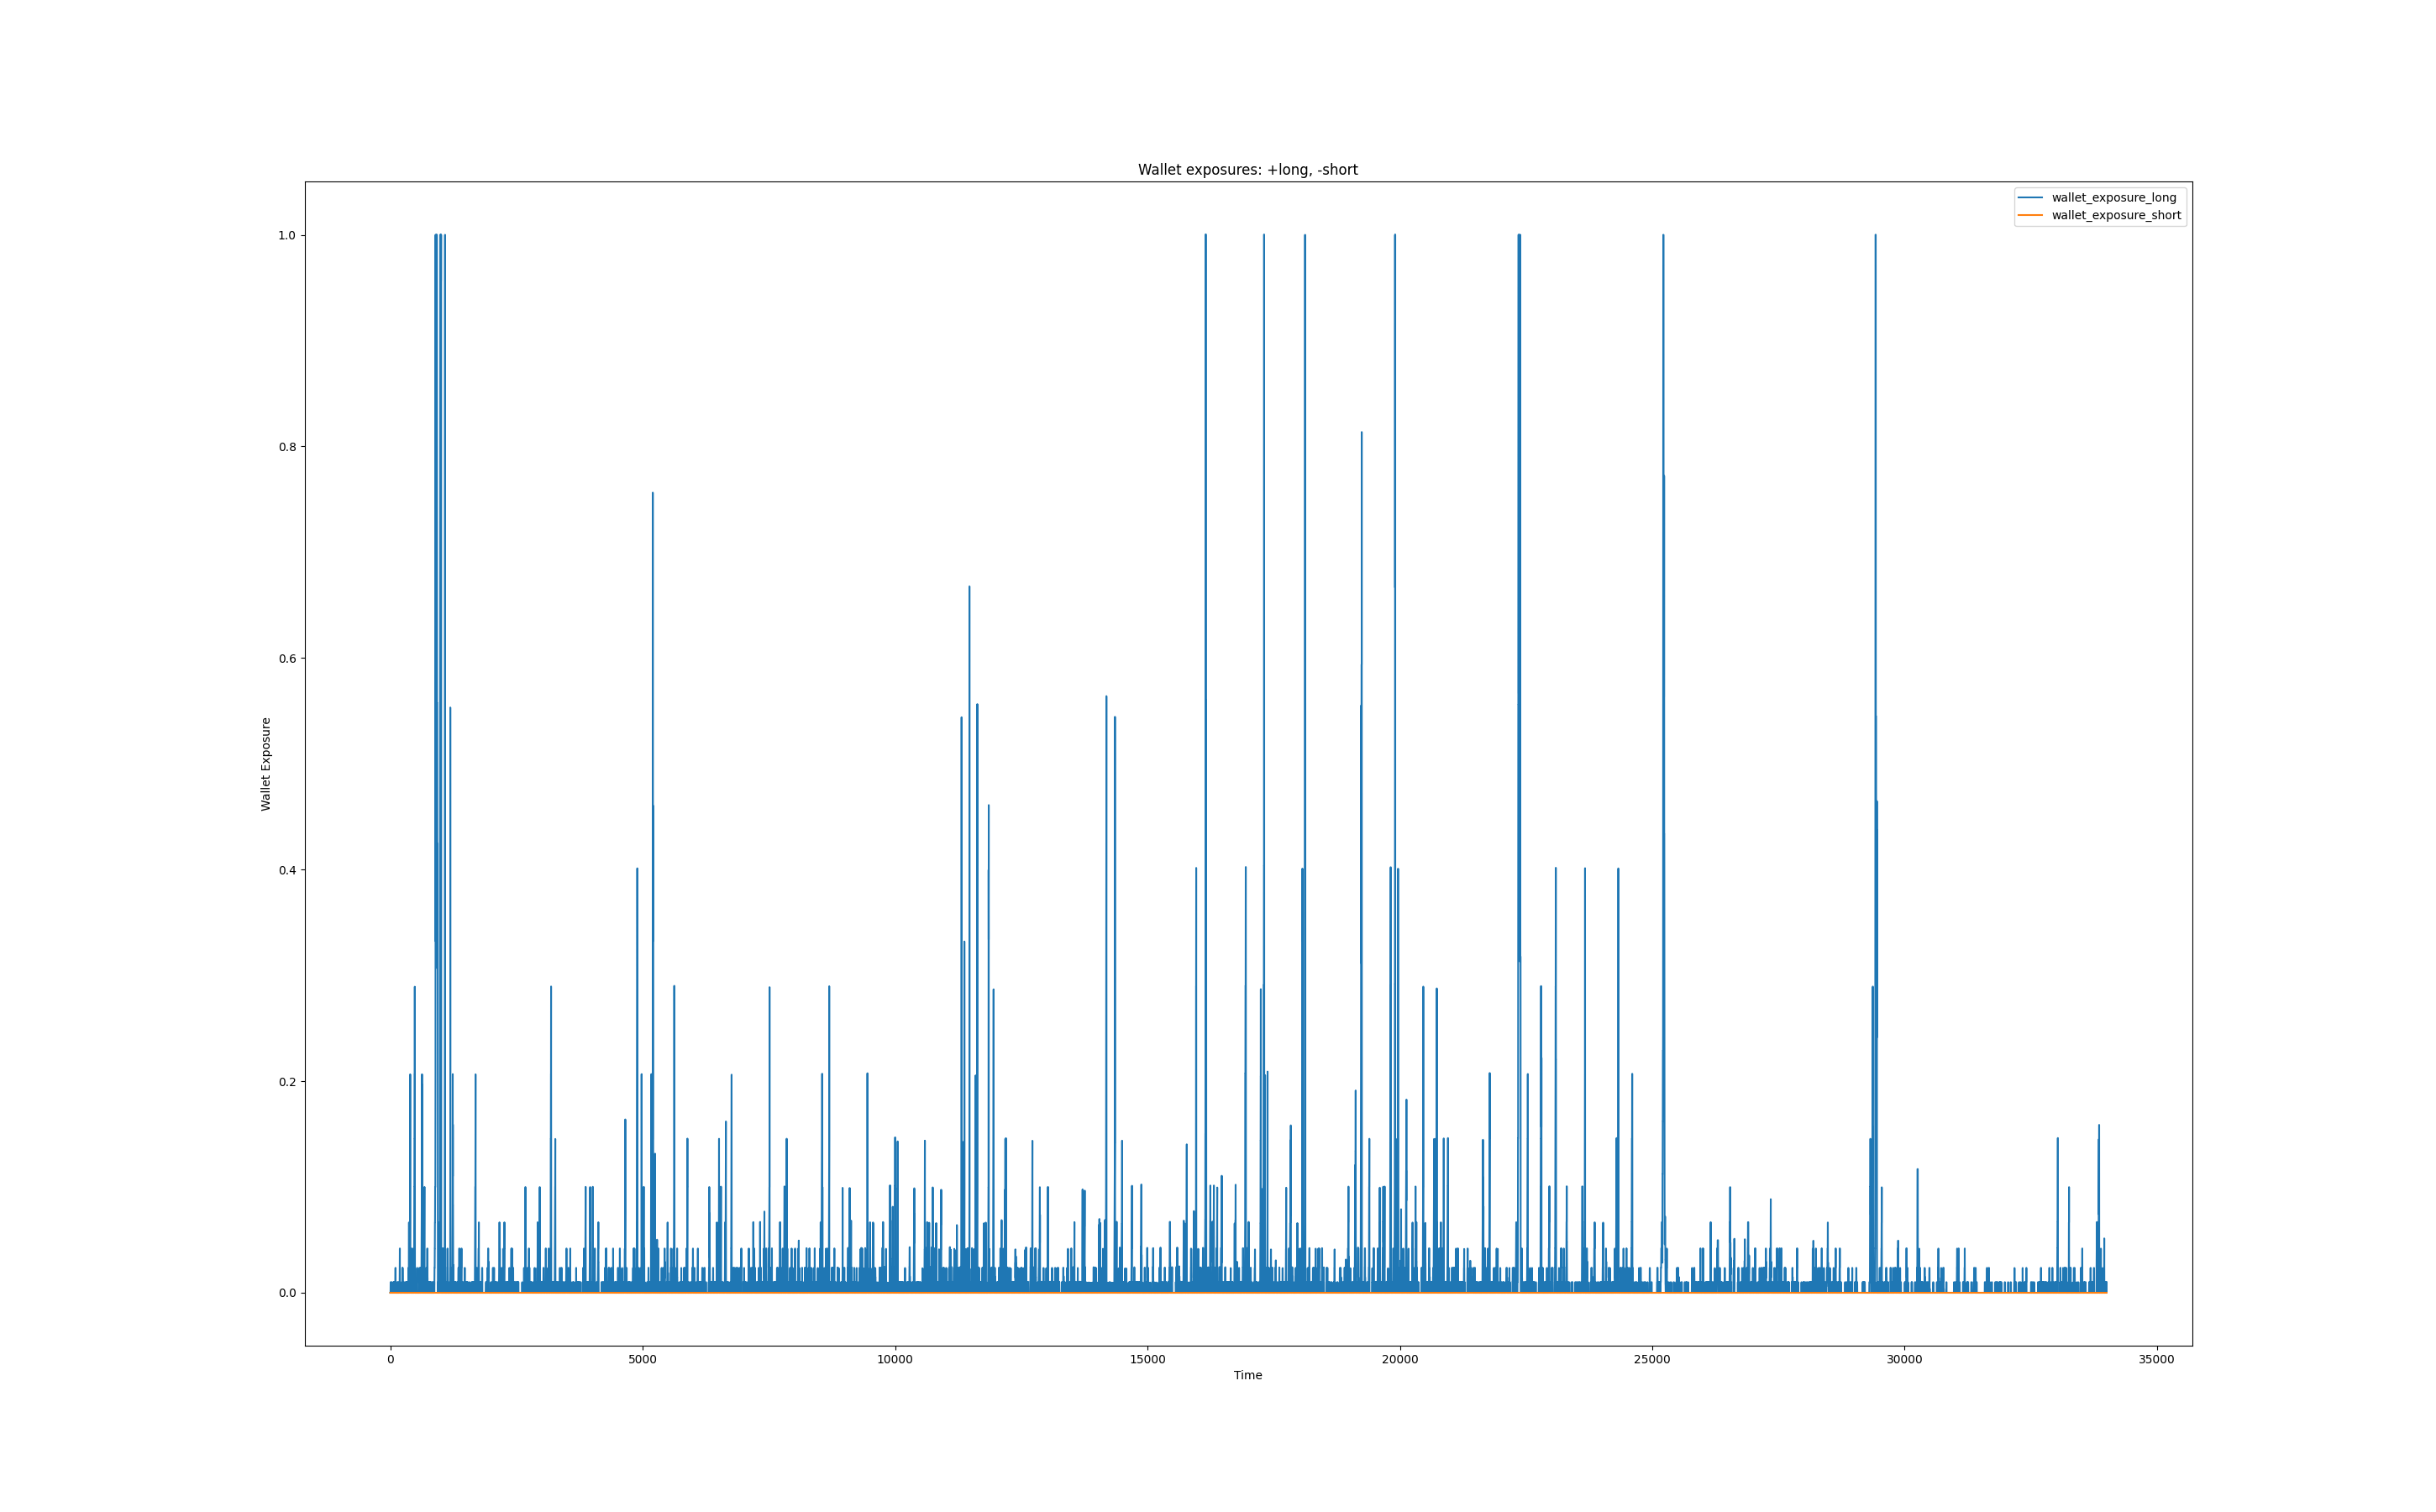 Wallet exposures: +long, -short
wallet_exposure_long
wallet_exposure_short
1.0
0.8
0.6
0.4
0.2
0.0
Wallet Exposure
0 5000 10000 15000 20000 25000 30000 35000
Time